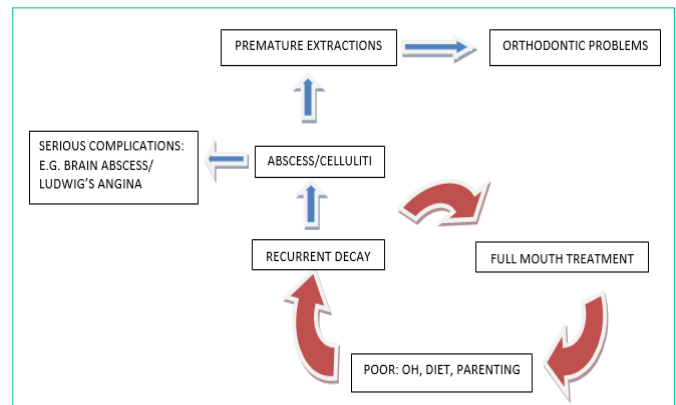 PREMATURE EXTRACTIONS
ORTHODONTIC PROBLEMS
SERIOUS COMPLICATIONS:
E.G. BRAIN ABSCESS/
LUDWIG'S ANGINA
ABSCESS/CELLULITI
RECURRENT DECAY
FULL MOUTH TREATMENT
POOR: OH, DIET, PARENTING